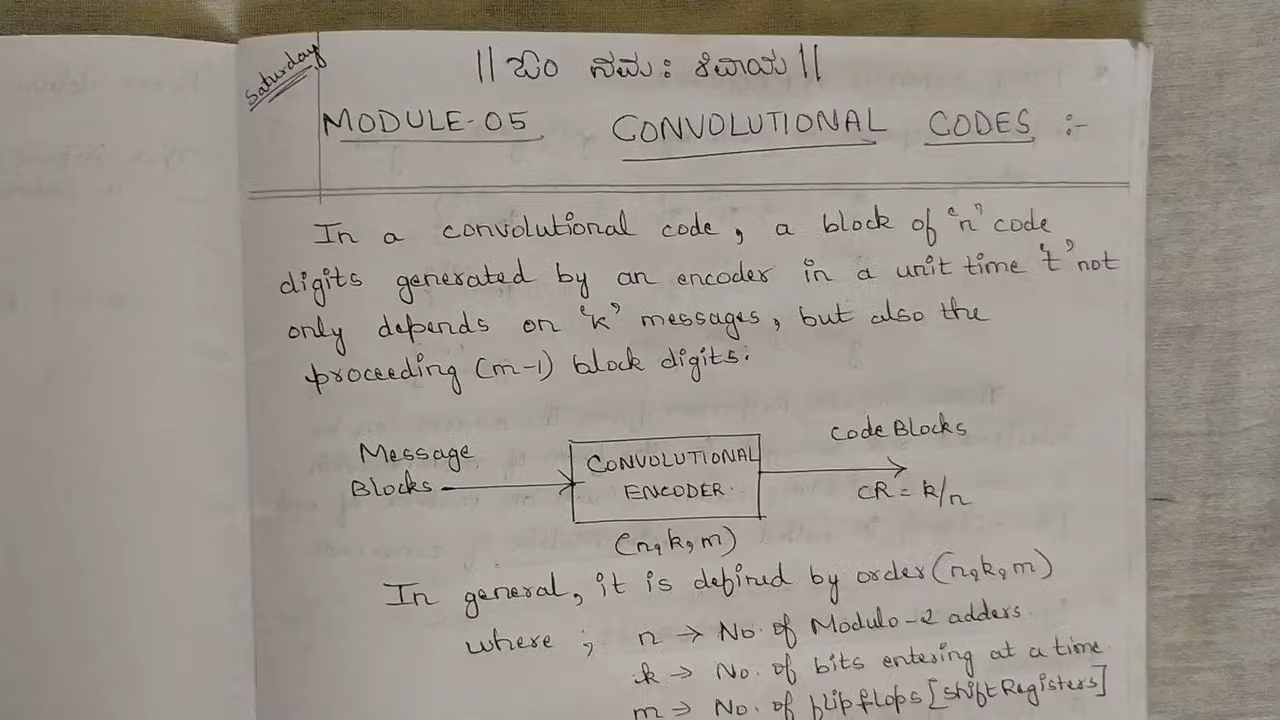 Saturday
|| ಓಂ ನಮಃ ಶಿವಾಯ ||
MODULE-05 CONVOLUTIONAL CODES :-
In a convolutional code, a block of 'n' code
digits generated by an encoder in a unit time 't' not
only depends on 'k' messages, but also the
proceeding (m-1) block digits.
Message
Blocks
CONVOLUTIONAL
ENCODER.
(n, k, m)
Code Blocks
CR = k/n
In general, it is defined by order (n, k, m)
where ; n → No. of Modulo-2 adders.
k → No. of bits entering at a time.
m → No. of flipflops [Shift Registers]